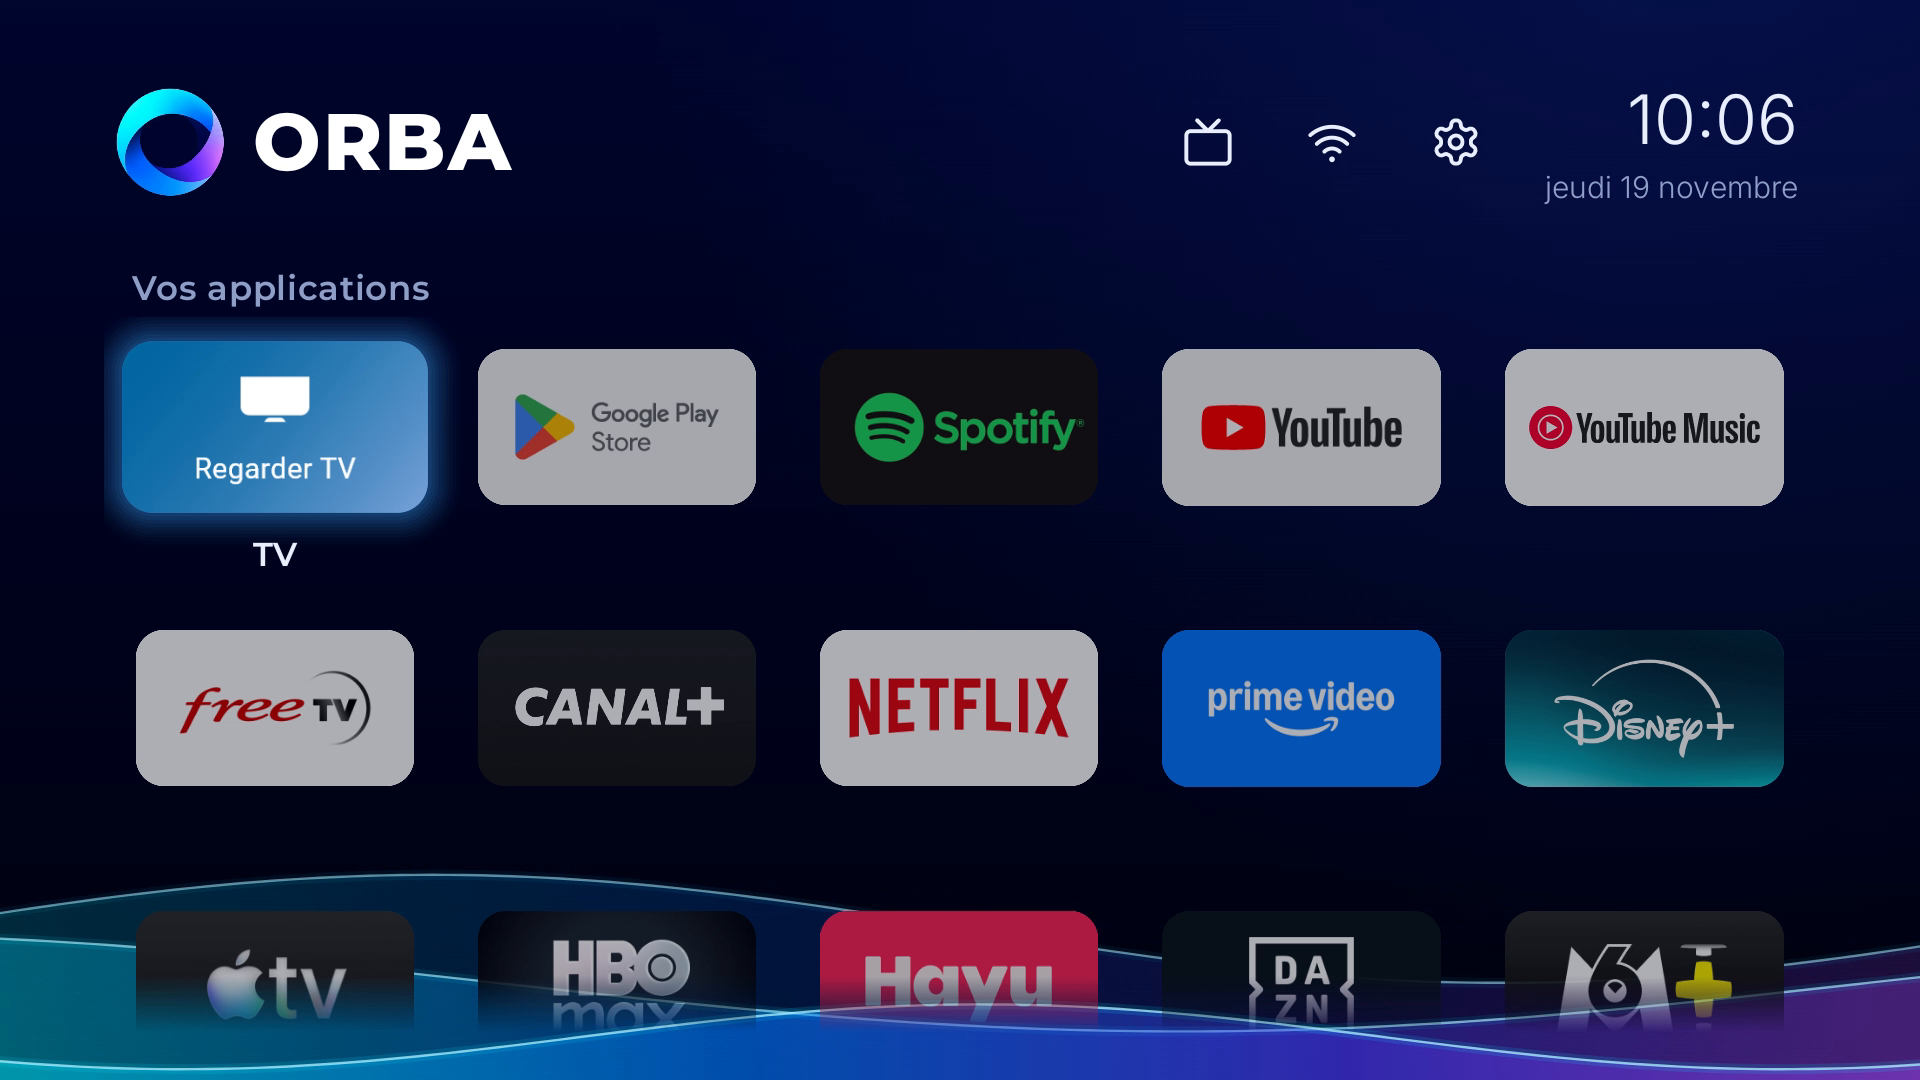 ORBA
10:06
jeudi 19 novembre
Vos applications
Regarder TV
Google Play
Store
Spotify®
YouTube
YouTube Music
TV
free TV
CANAL+
NETFLIX
prime video
Disney+
tv
HBO
max
Hayu
DA
ZN
M6+